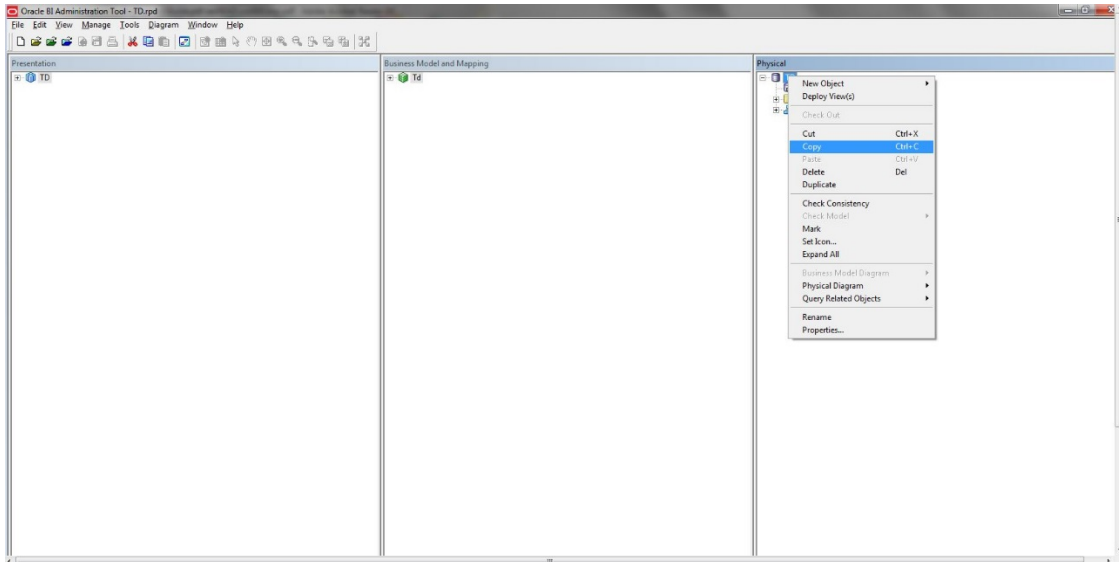 Oracle BI Administration Tool - TD.rpd
File Edit View Manage Tools Diagram Window Help
Presentation
TD
Business Model and Mapping
Td
Physical
New Object
Deploy View(s)
Check Out
Cut Ctrl+X
Copy Ctrl+C
Paste Ctrl+V
Delete Del
Duplicate
Check Consistency
Check Model
Mark
Set Icon...
Expand All
Business Model Diagram
Physical Diagram
Query Related Objects
Rename
Properties...